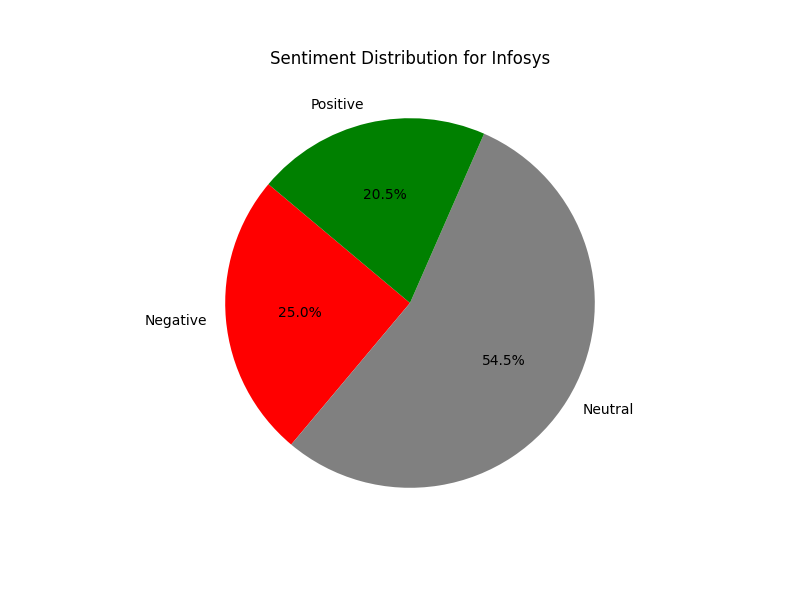 Sentiment Distribution for Infosys
Positive
20.5%
Negative
25.0%
54.5%
Neutral